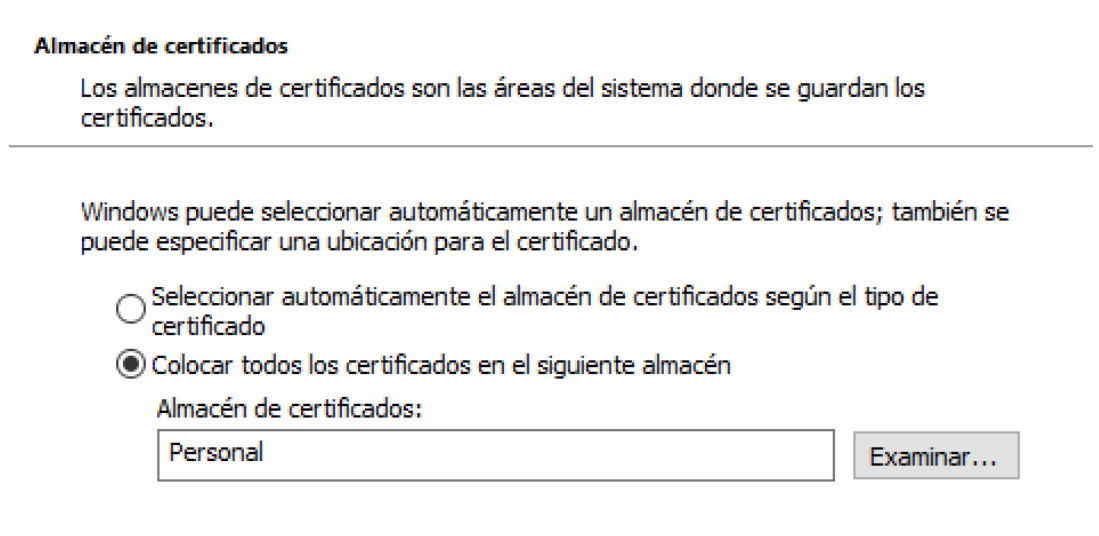 Almacén de certificados
Los almacenes de certificados son las áreas del sistema donde se guardan los
certificados.
Windows puede seleccionar automáticamente un almacén de certificados; también se
puede especificar una ubicación para el certificado.
Seleccionar automáticamente el almacén de certificados según el tipo de
certificado
Colocar todos los certificados en el siguiente almacén
Almacén de certificados:
Personal
Examinar...